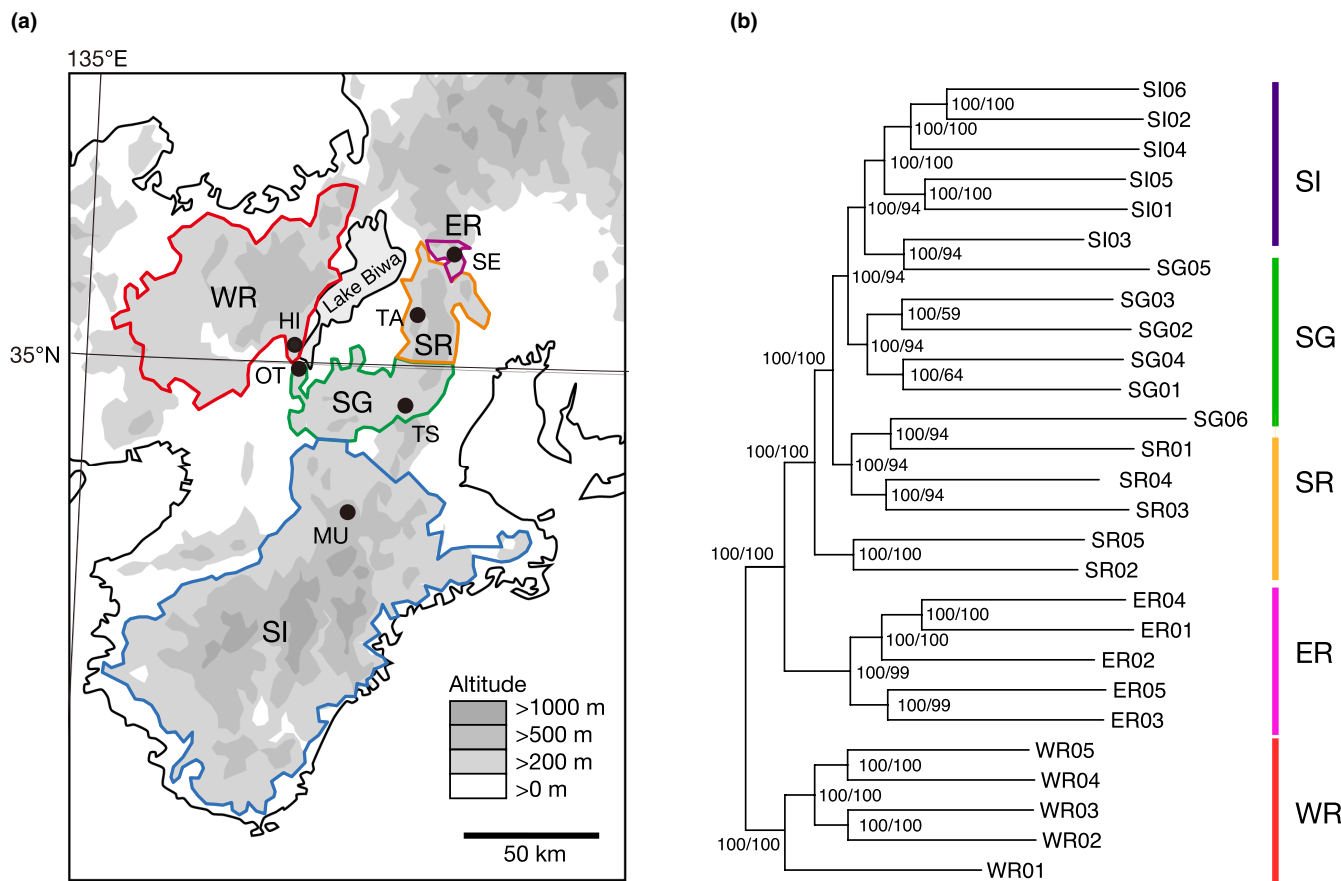 (a)
135°E
35°N
WR
HI
OT
Lake Biwa
ER
SE
TA
SR
SG
TS
MU
SI
Altitude
>1000 m
>500 m
>200 m
>0 m
50 km
(b)
SI06
100/100
SI02
100/100
SI04
100/100
SI05
100/100
SI01
100/94
SI03
100/94
SG05
100/94
SG03
100/59
SG02
100/94
SG04
100/64
SG01
100/100
SG06
100/94
SR01
100/100
100/94
SR04
100/94
SR03
SR05
100/100
SR02
100/100
ER04
100/100
ER01
100/100
ER02
100/99
ER05
100/99
ER03
WR05
100/100
WR04
100/100
WR03
100/100
WR02
100/100
WR01
SI
SG
SR
ER
WR